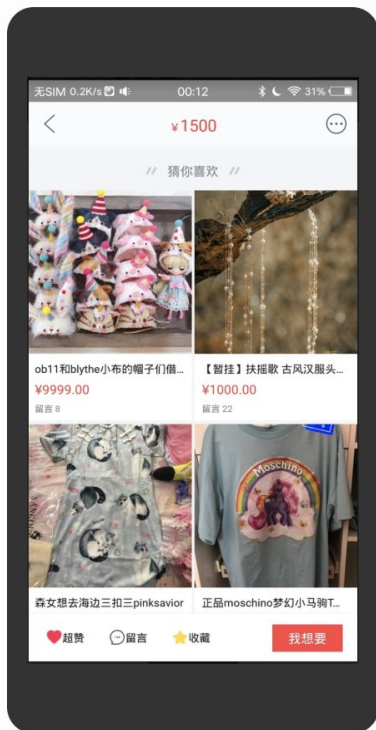 无SIM 0.2K/s 00:12 31%
¥1500
// 猜你喜欢 //
ob11和blythe小布的帽子们借...
【暂挂】扶摇歌 古风汉服头...
¥9999.00
¥1000.00
留言 8
留言 22
Moschino
森女想去海边三扣三pinksavior
正品moschino梦幻小马驹T...
超赞
留言
收藏
我想要